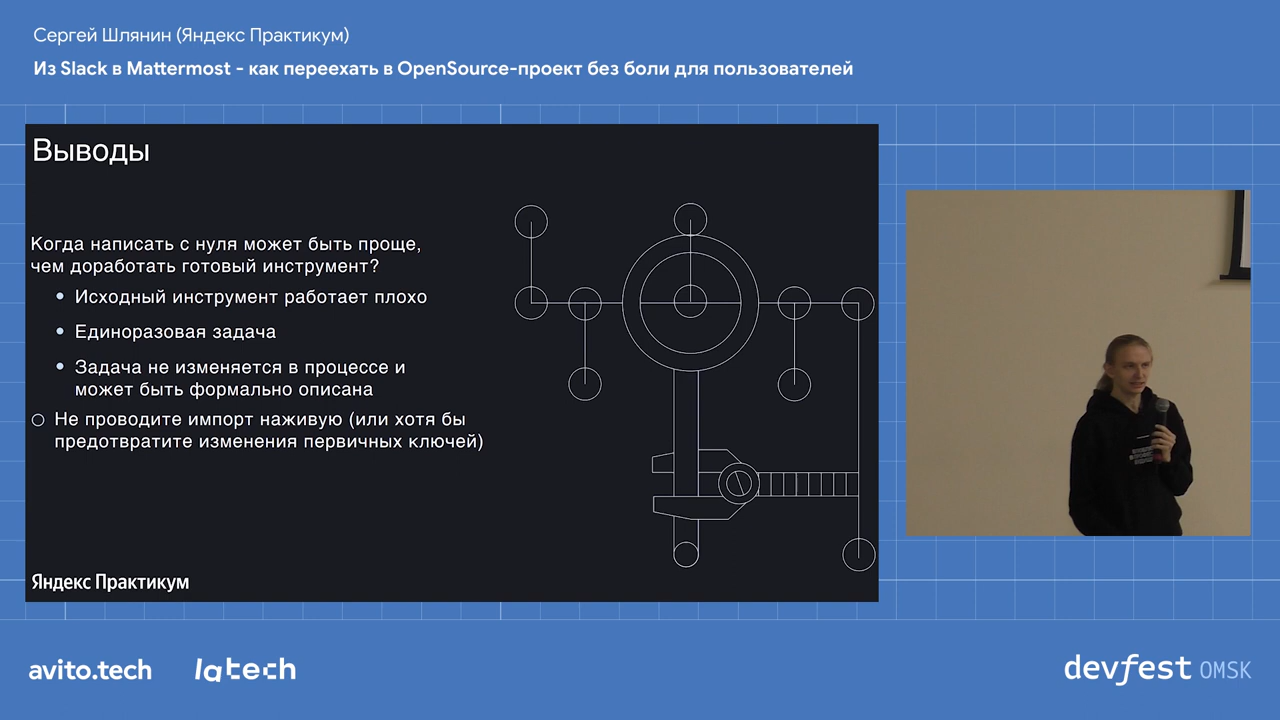 Сергей Шлянин (Яндекс Практикум)
Из Slack в Mattermost - как переехать в OpenSource-проект без боли для пользователей
Выводы
Когда написать с нуля может быть проще,
чем доработать готовый инструмент?
Исходный инструмент работает плохо
Единоразовая задача
Задача не изменяется в процессе и
может быть формально описана
Не проводите импорт наживую (или хотя бы
предотвратите изменения первичных ключей)
Яндекс Практикум
avito.tech
latech
devfest OMSK